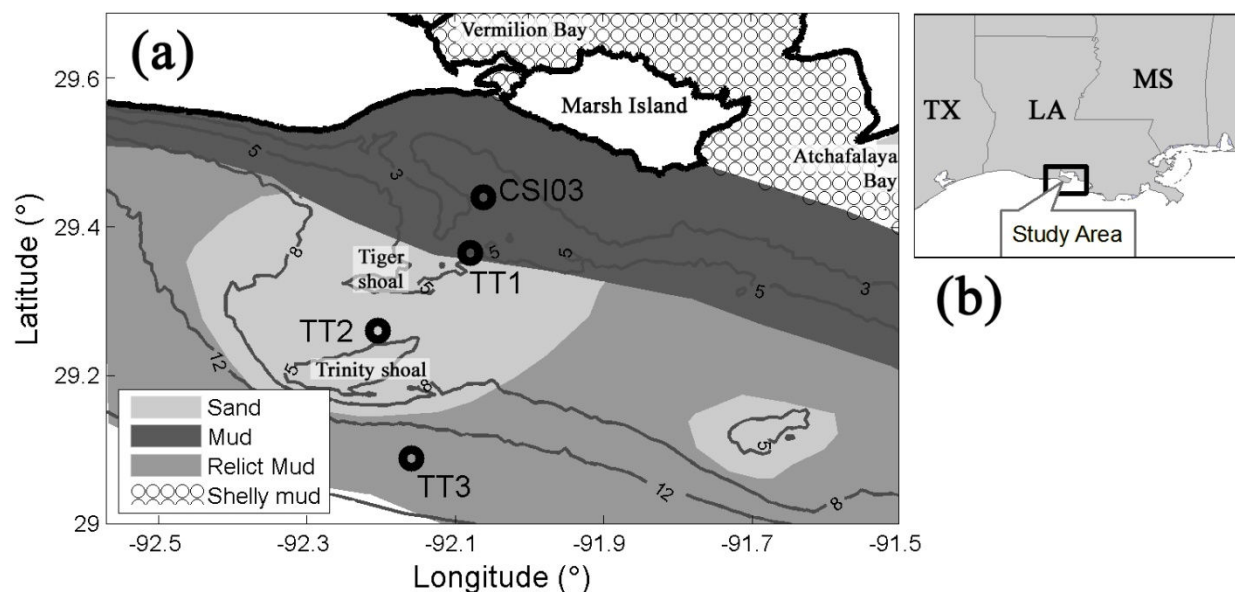 (a)
Vermilion Bay
Marsh Island
Atchafalaya
Bay
29.6
29.4
29.2
29
Latitude (°)
5
3
CSI03
8
5
TT1
5
Tiger
shoal
5
5
3
TT2
12
5
Trinity shoal
8
5
TT3
12
8
Sand
Mud
Relict Mud
Shelly mud
-92.5
-92.3
-92.1
-91.9
-91.7
-91.5
Longitude (°)
TX
LA
MS
Study Area
(b)